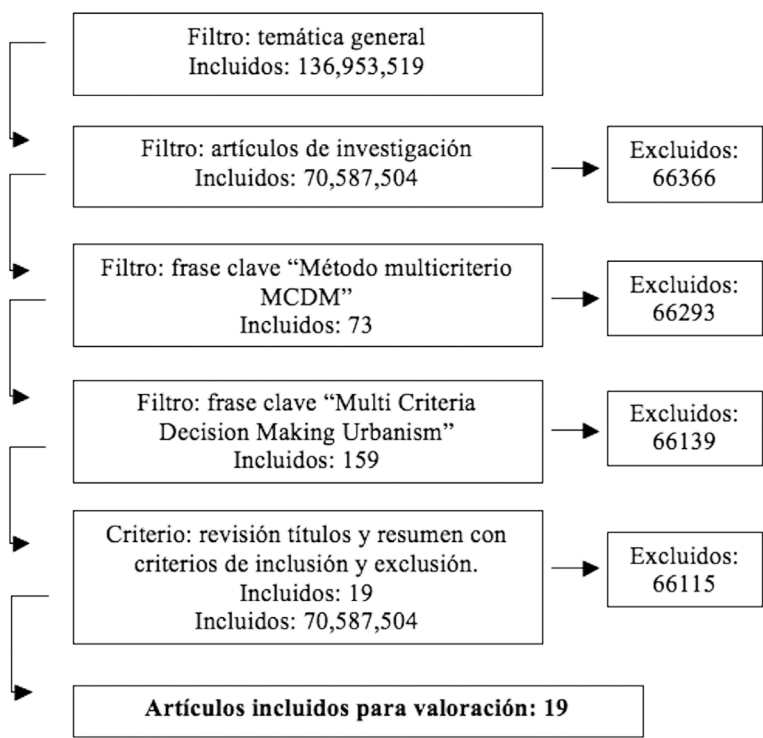 Filtro: temática general
Incluidos: 136,953,519
Filtro: artículos de investigación
Incluidos: 70,587,504
Excluidos:
66366
Filtro: frase clave “Método multicriterio
MCDM”
Incluidos: 73
Excluidos:
66293
Filtro: frase clave “Multi Criteria
Decision Making Urbanism”
Incluidos: 159
Excluidos:
66139
Criterio: revisión títulos y resumen con
criterios de inclusión y exclusión.
Incluidos: 19
Incluidos: 70,587,504
Excluidos:
66115
Artículos incluidos para valoración: 19